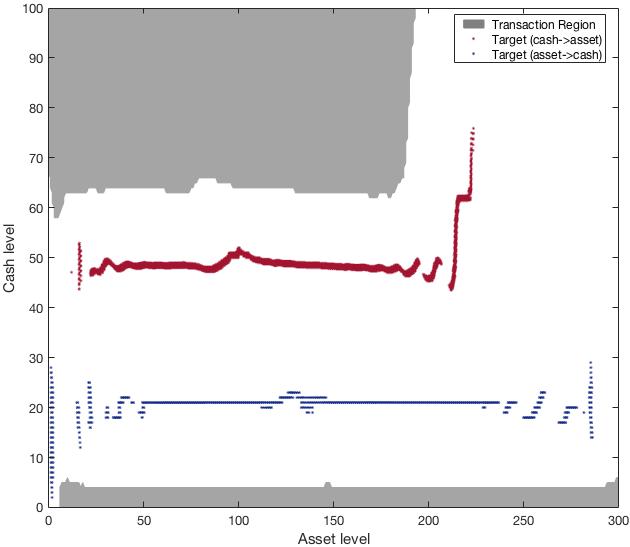 100
90
80
70
60
50
40
30
20
10
0
Cash level
Transaction Region
Target (cash->asset)
Target (asset->cash)
0 50 100 150 200 250 300
Asset level